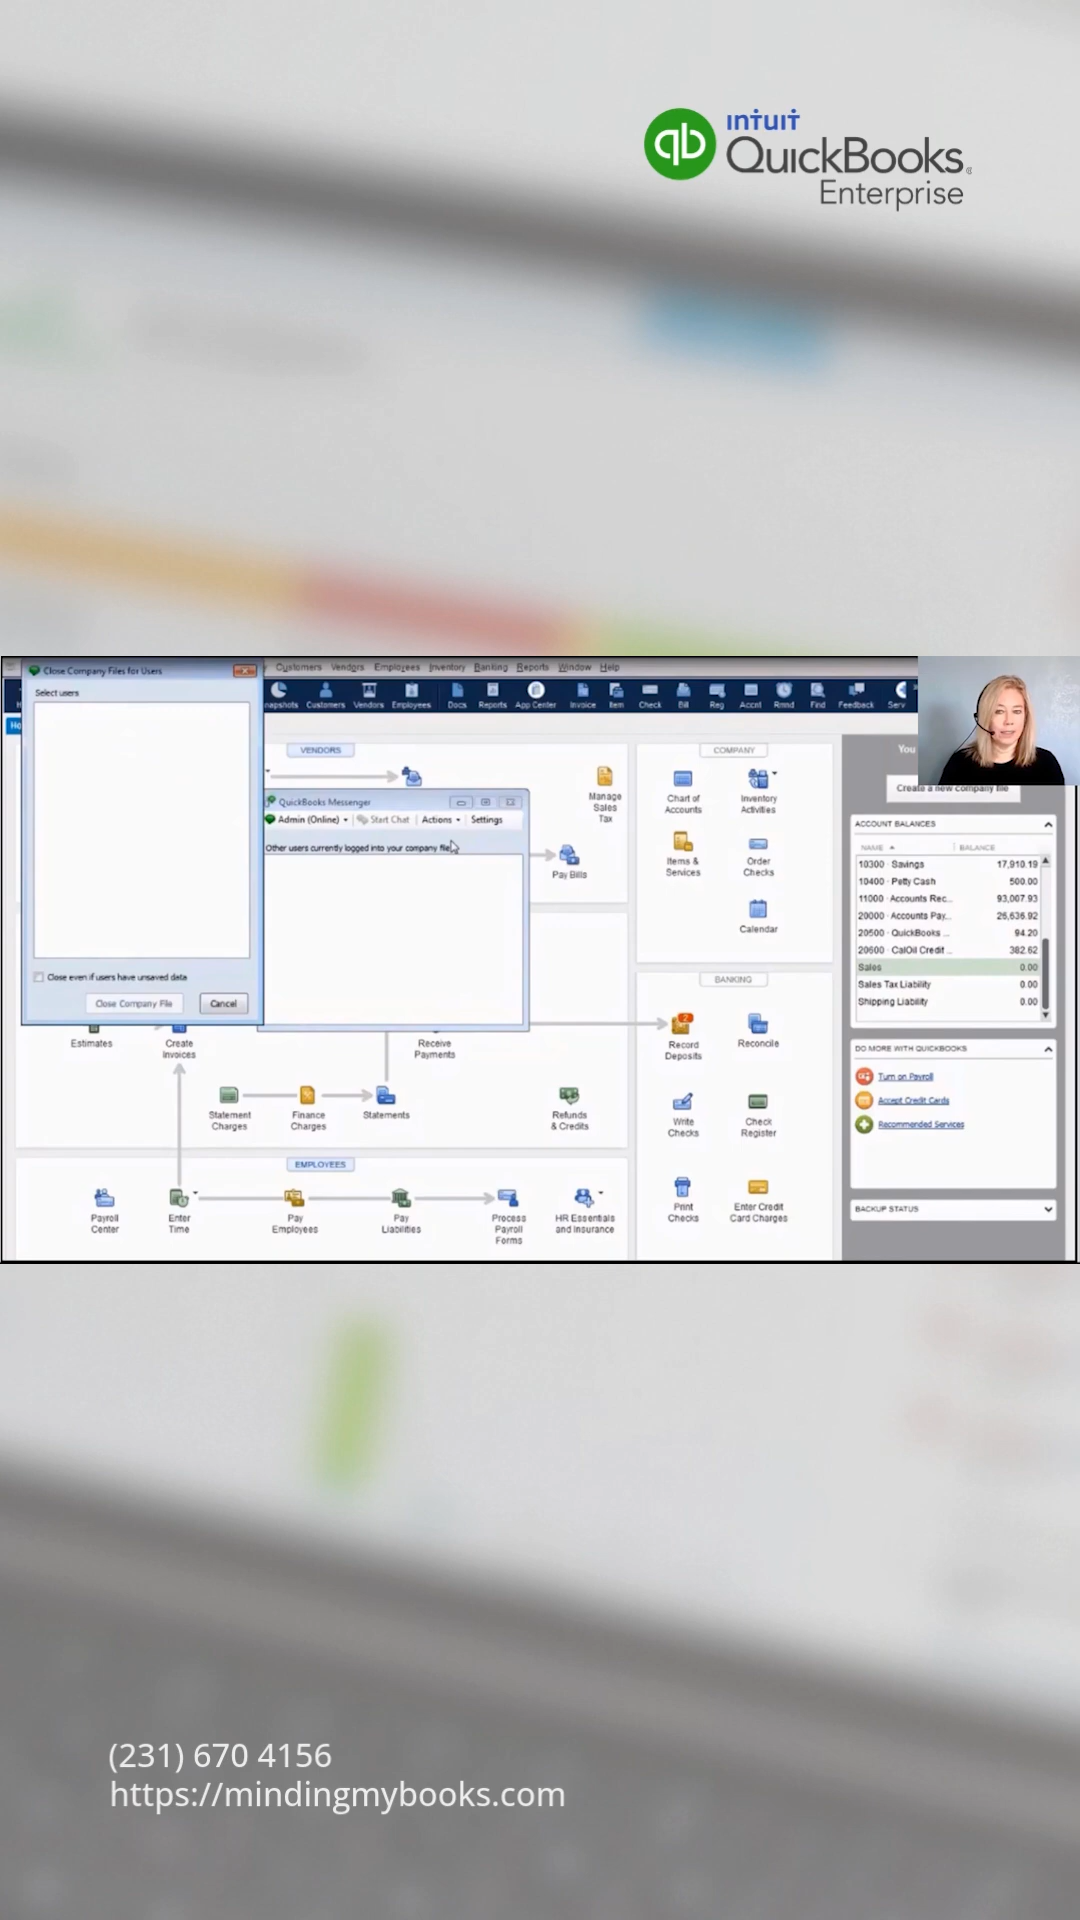 intuit
QuickBooks
Enterprise
Close Company Files for Users
Customers Vendors Employees Inventory Banking Reports Window Help
Select users
napshots Customers Vendors Employees Docs Reports App Center Invoice Item Check Bill Reg Accnt Rmnd Find Feedback Serv
Ho
You
Create a new company file
VENDORS
COMPANY
Manage
Sales
Tax
Pay Bills
Chart of
Accounts
Inventory
Activities
Items &
Services
Order
Checks
Calendar
QuickBooks Messenger
Admin (Online) Start Chat Actions Settings
Other users currently logged into your company file
Close even if users have unsaved data
Close Company File Cancel
ACCOUNT BALANCES
NAME BALANCE
10300 · Savings 17,910.19
10400 · Petty Cash 500.00
11000 · Accounts Rec... 93,007.93
20000 · Accounts Pay... 26,636.92
20500 · QuickBooks ... 94.20
20600 · CalOil Credit ... 382.62
Sales 0.00
Sales Tax Liability 0.00
Shipping Liability 0.00
BANKING
Record
Deposits
Reconcile
Write
Checks
Check
Register
Print
Checks
Enter Credit
Card Charges
DO MORE WITH QUICKBOOKS
Turn on Payroll
Accept Credit Cards
Recommended Services
BACKUP STATUS
Estimates
Create
Invoices
Receive
Payments
Statement
Charges
Finance
Charges
Statements
Refunds
& Credits
EMPLOYEES
Payroll
Center
Enter
Time
Pay
Employees
Pay
Liabilities
Process
Payroll
Forms
HR Essentials
and Insurance
(231) 670 4156
https://mindingmybooks.com